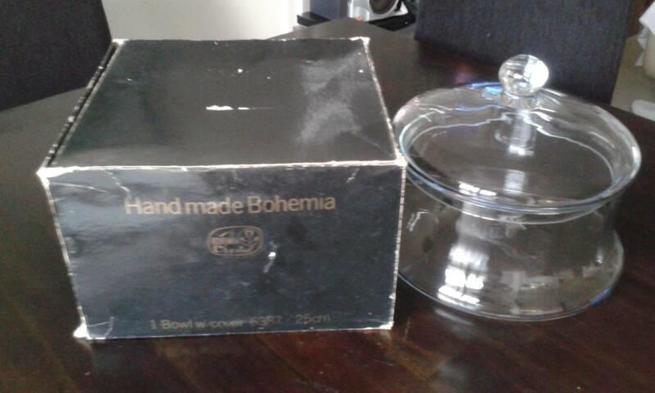 Hand made Bohemia
1 Bowl w-cover 25cm